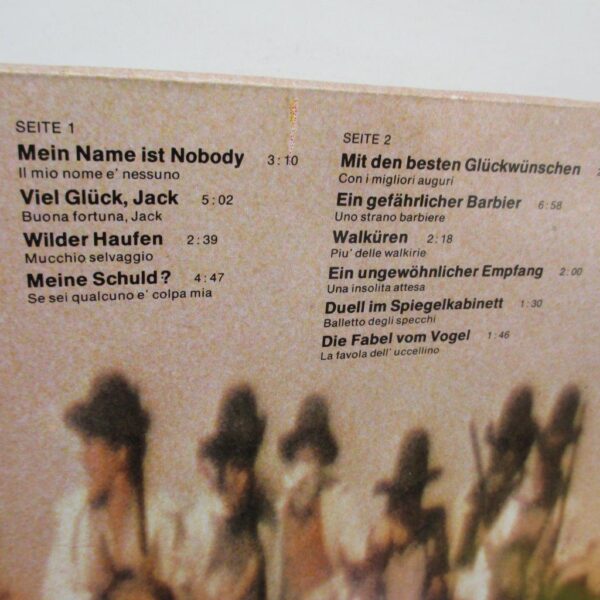 SEITE 1
Mein Name ist Nobody 3:10
Il mio nome e' nessuno
Viel Glück, Jack 5:02
Buona fortuna, Jack
Wilder Haufen 2:39
Mucchio selvaggio
Meine Schuld? 4:47
Se sei qualcuno e' colpa mia
SEITE 2
Mit den besten Glückwünschen
Con i migliori auguri
Ein gefährlicher Barbier 6:58
Uno strano barbiere
Walküren 2:18
Piu' delle walkirie
Ein ungewöhnlicher Empfang 2:00
Una insolita attesa
Duell im Spiegelkabinett 1:30
Balletto degli specchi
Die Fabel vom Vogel 1:46
La favola dell' uccellino